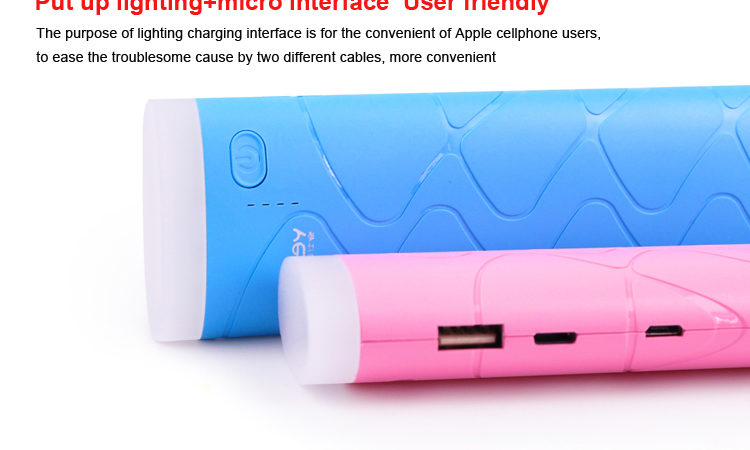 Put up lighting+micro interface User friendly
The purpose of lighting charging interface is for the convenient of Apple cellphone users,
to ease the troublesome cause by two different cables, more convenient